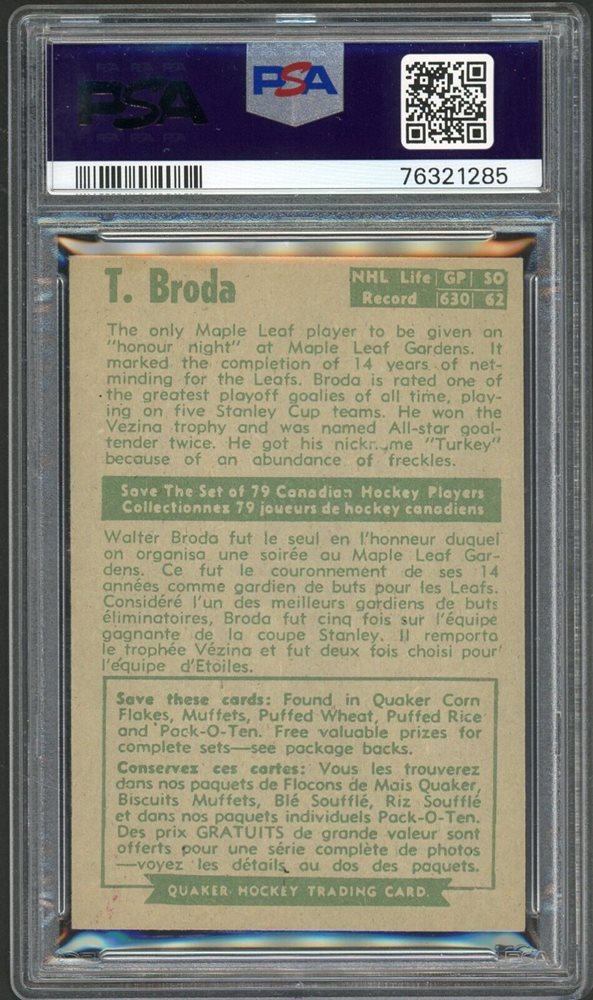 PSA
PSA
76321285
T. Broda
NHL Life GP SO
Record 630 62
The only Maple Leaf player to be given an
"honour night" at Maple Leaf Gardens. It
marked the completion of 14 years of net-
minding for the Leafs. Broda is rated one of
the greatest playoff goalies of all time, play-
ing on five Stanley Cup teams. He won the
Vezina trophy and was named All-star goal-
tender twice. He got his "Turkey"
because of an abundance of freckles.
Save The Set of 79 Canadian Hockey Players
Collectionnez 79 joueurs de hockey canadiens
Walter Broda fut le seul en l'honneur duquel
on organisa une soirée au Maple Leaf Gar-
dens. Ce fut le couronnement de ses 14
années comme gardien de buts pour les Leafs.
Considéré l'un des meilleurs gardiens de buts
éliminatoires, Broda fut cinq fois sur l'équipe
gagnante de la coupe Stanley. Il remporta
le trophée Vézina et fut deux fois choisi pour
l'équipe d'Etoiles.
Save these cards: Found in Quaker Corn
Flakes, Muffets, Puffed Wheat, Puffed Rice
and Pack-O-Ten. Free valuable prizes for
complete sets—see package backs.
Conservez ces cartes: Vous les trouverez
dans nos paquets de Flocons de Mais Quaker,
Biscuits Muffets, Blé Soufflé, Riz Soufflé
et dans nos paquets individuels Pack-O-Ten.
Des prix GRATUITS de grande valeur sont
offerts pour une série complète de photos
—voyez les détails au dos des paquets.
QUAKER HOCKEY TRADING CARD.